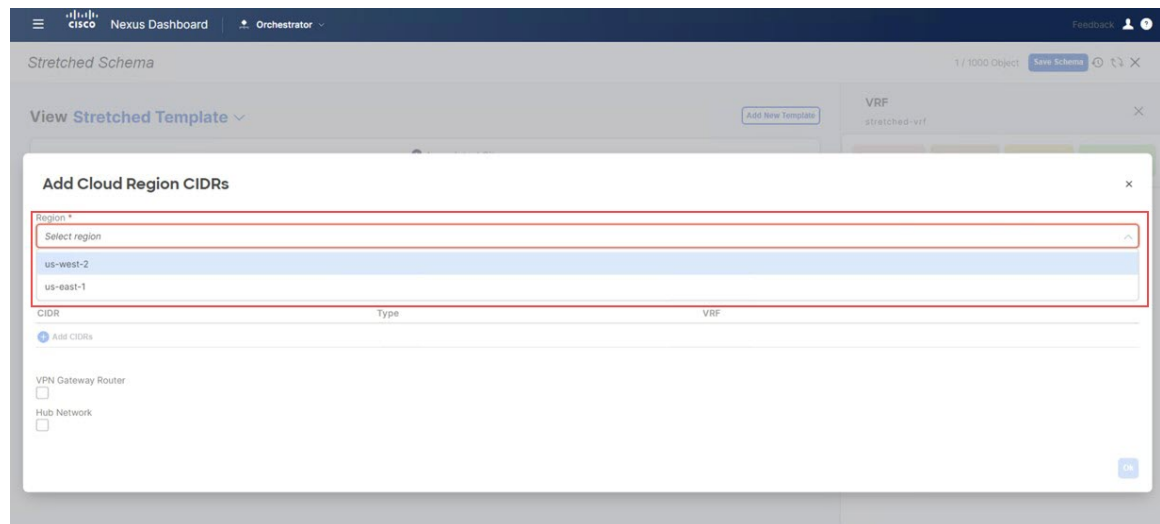 CISCO Nexus Dashboard Orchestrator Feedback
Stretched Schema 1 / 1000 Object Save Schema
View Stretched Template Add New Template VRF
stretched-vrf
Add Cloud Region CIDRs
Region *
Select region
us-west-2
us-east-1
CIDR Type VRF
Add CIDRs
VPN Gateway Router
Hub Network
Ok